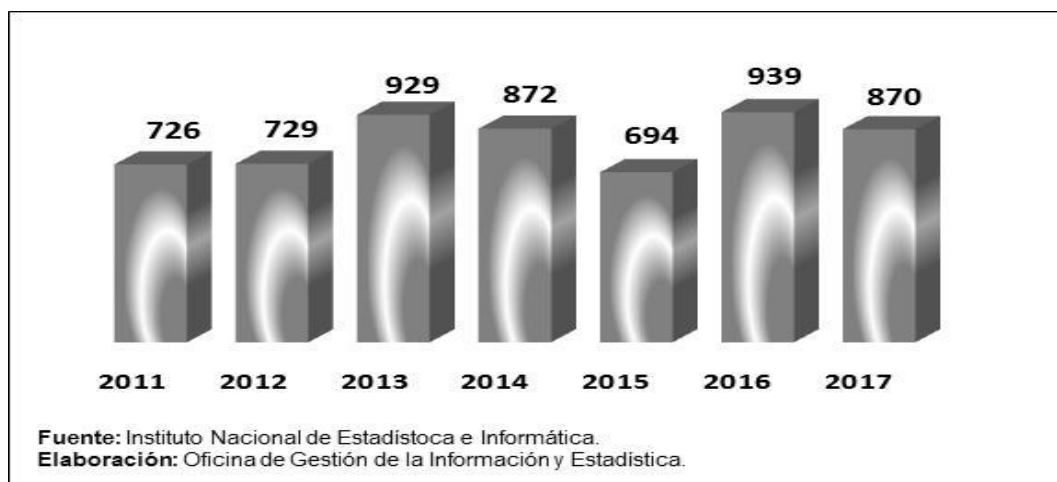 726 729 929 872 694 939 870
2011 2012 2013 2014 2015 2016 2017
Fuente: Instituto Nacional de Estadístoca e Informática.
Elaboración: Oficina de Gestión de la Información y Estadística.